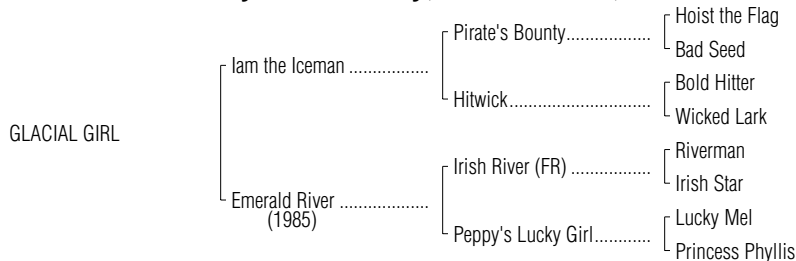 Hoist the Flag
Pirate's Bounty..................
Bad Seed
Iam the Iceman .................
Bold Hitter
Hitwick..............................
Wicked Lark
GLACIAL GIRL
Riverman
Irish River (FR) .................
Irish Star
Emerald River ...................
(1985)
Lucky Mel
Peppy's Lucky Girl............
Princess Phyllis